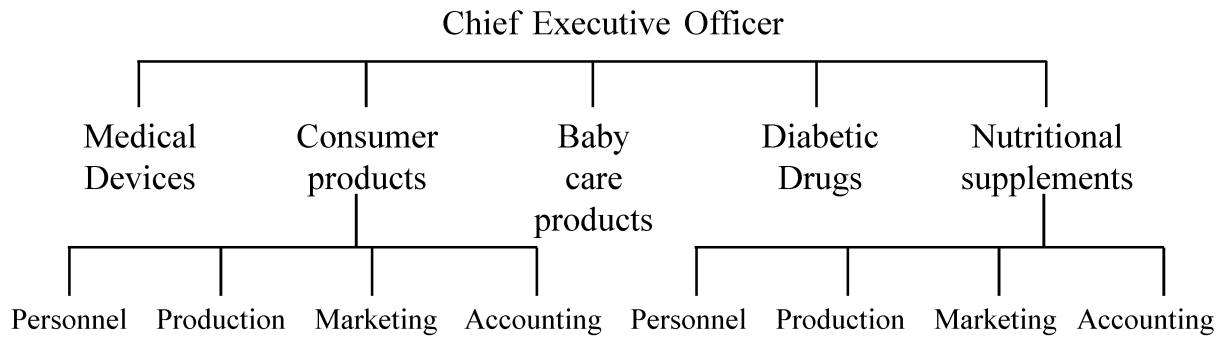 Chief Executive Officer
Medical Consumer Baby Diabetic Nutritional
Devices products care Drugs supplements
products
Personnel Production Marketing Accounting Personnel Production Marketing Accounting